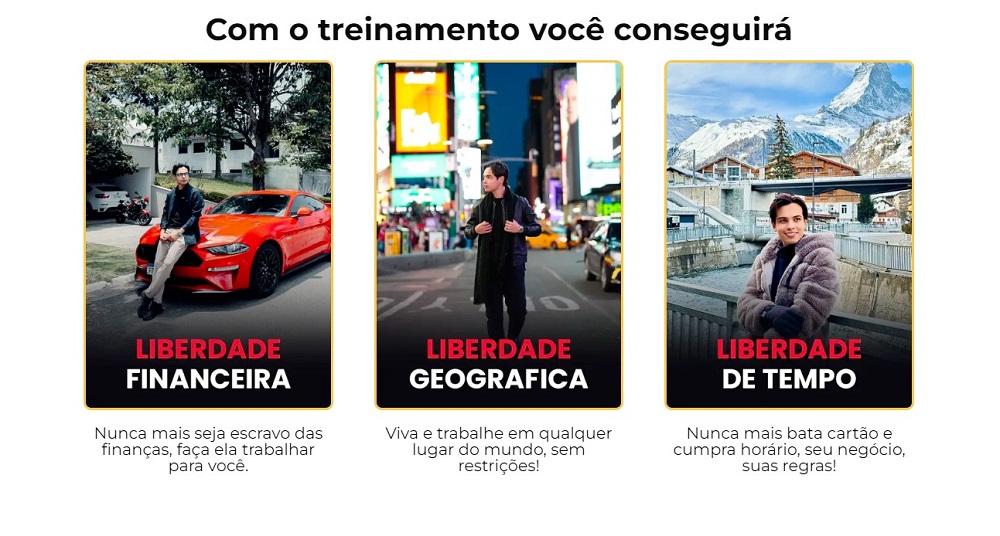 Com o treinamento você conseguirá
LIBERDADE
FINANCEIRA
LIBERDADE
GEOGRAFICA
LIBERDADE
DE TEMPO
Nunca mais seja escravo das
finanças, faça ela trabalhar
para você.
Viva e trabalhe em qualquer
lugar do mundo, sem
restrições!
Nunca mais bata cartão e
cumpra horário, seu negócio,
suas regras!